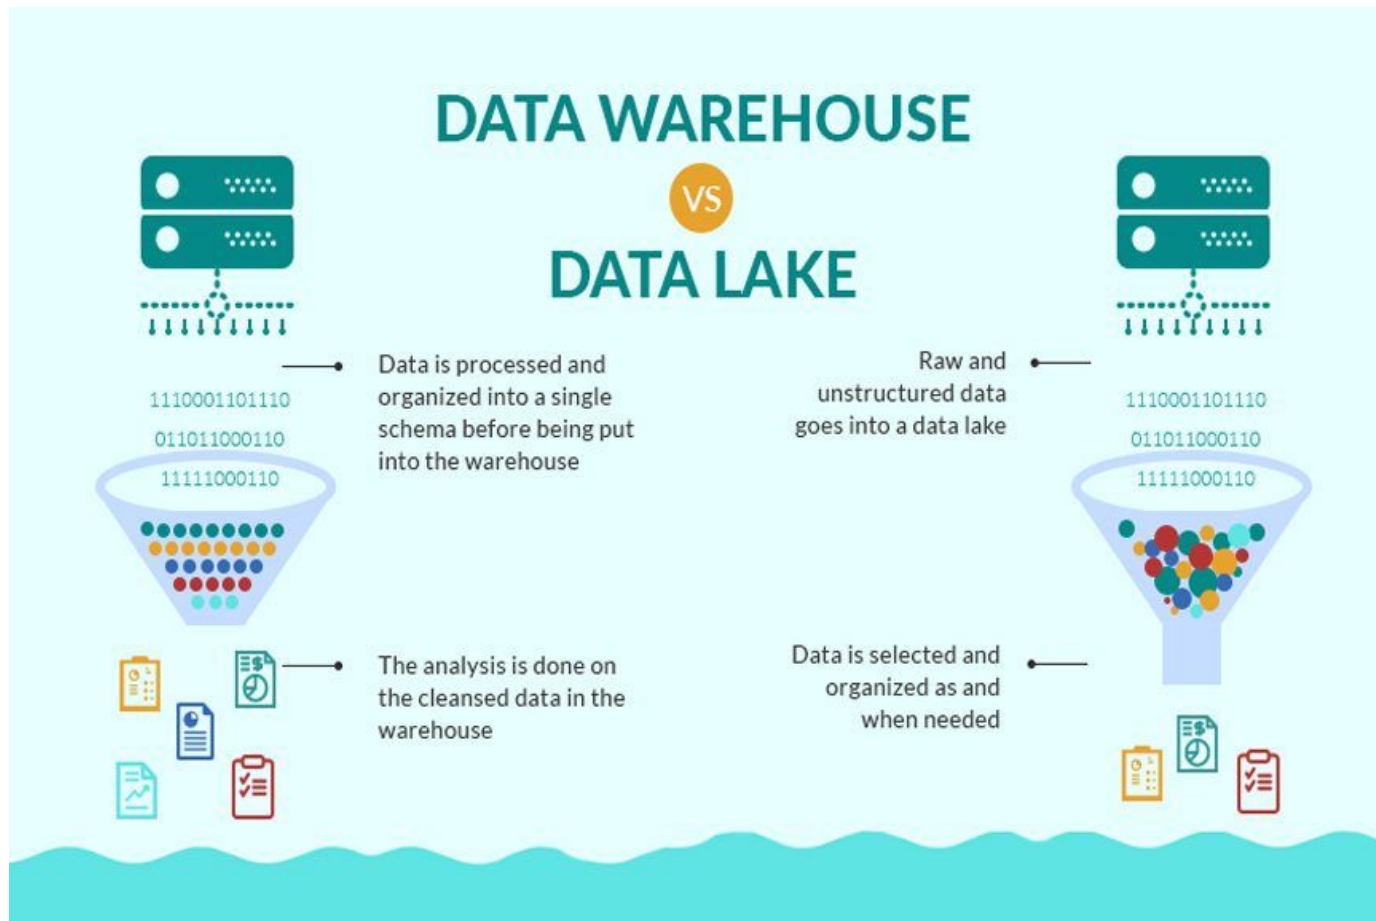 DATA WAREHOUSE
VS
DATA LAKE
Data is processed and
organized into a single
schema before being put
into the warehouse
1110001101110
011011000110
11111000110
The analysis is done on
the cleansed data in the
warehouse
Raw and
unstructured data
goes into a data lake
1110001101110
011011000110
11111000110
Data is selected and
organized as and
when needed
$
$